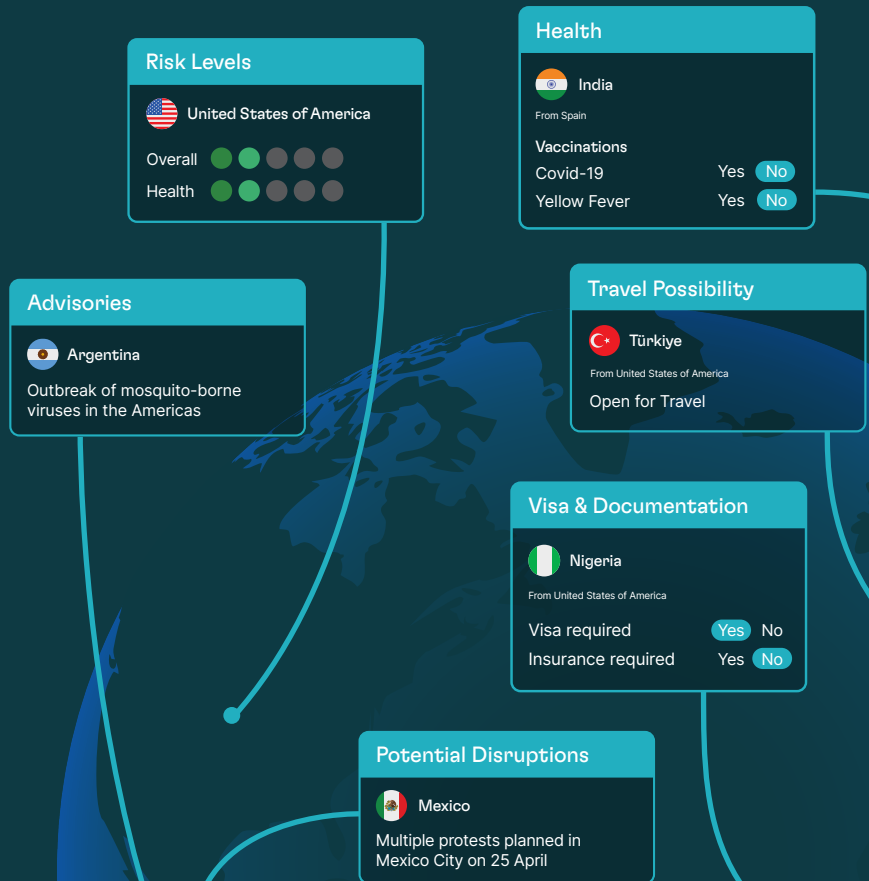 Risk Levels
United States of America
Overall
Health
Health
India
From Spain
Vaccinations
Covid-19 Yes No
Yellow Fever Yes No
Advisories
Argentina
Outbreak of mosquito-borne
viruses in the Americas
Travel Possibility
Türkiye
From United States of America
Open for Travel
Visa & Documentation
Nigeria
From United States of America
Visa required Yes No
Insurance required Yes No
Potential Disruptions
Mexico
Multiple protests planned in
Mexico City on 25 April